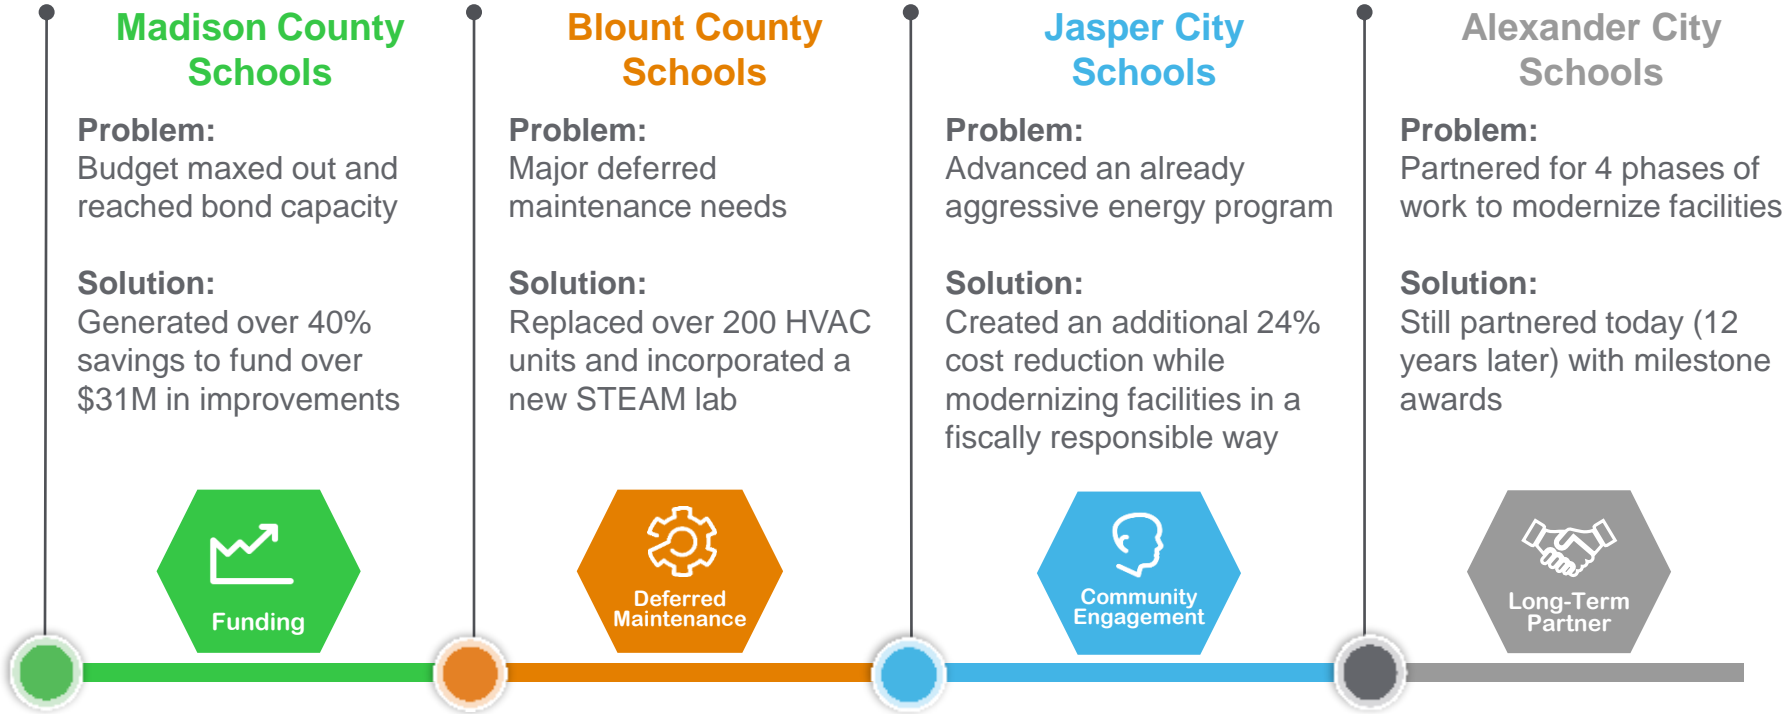 Madison County
Schools
Problem:
Budget maxed out and
reached bond capacity
Solution:
Generated over 40%
savings to fund over
$31M in improvements
Funding
Blount County
Schools
Problem:
Major deferred
maintenance needs
Solution:
Replaced over 200 HVAC
units and incorporated a
new STEAM lab
Deferred
Maintenance
Jasper City
Schools
Problem:
Advanced an already
aggressive energy program
Solution:
Created an additional 24%
cost reduction while
modernizing facilities in a
fiscally responsible way
Community
Engagement
Alexander City
Schools
Problem:
Partnered for 4 phases of
work to modernize facilities
Solution:
Still partnered today (12
years later) with milestone
awards
Long-Term
Partner